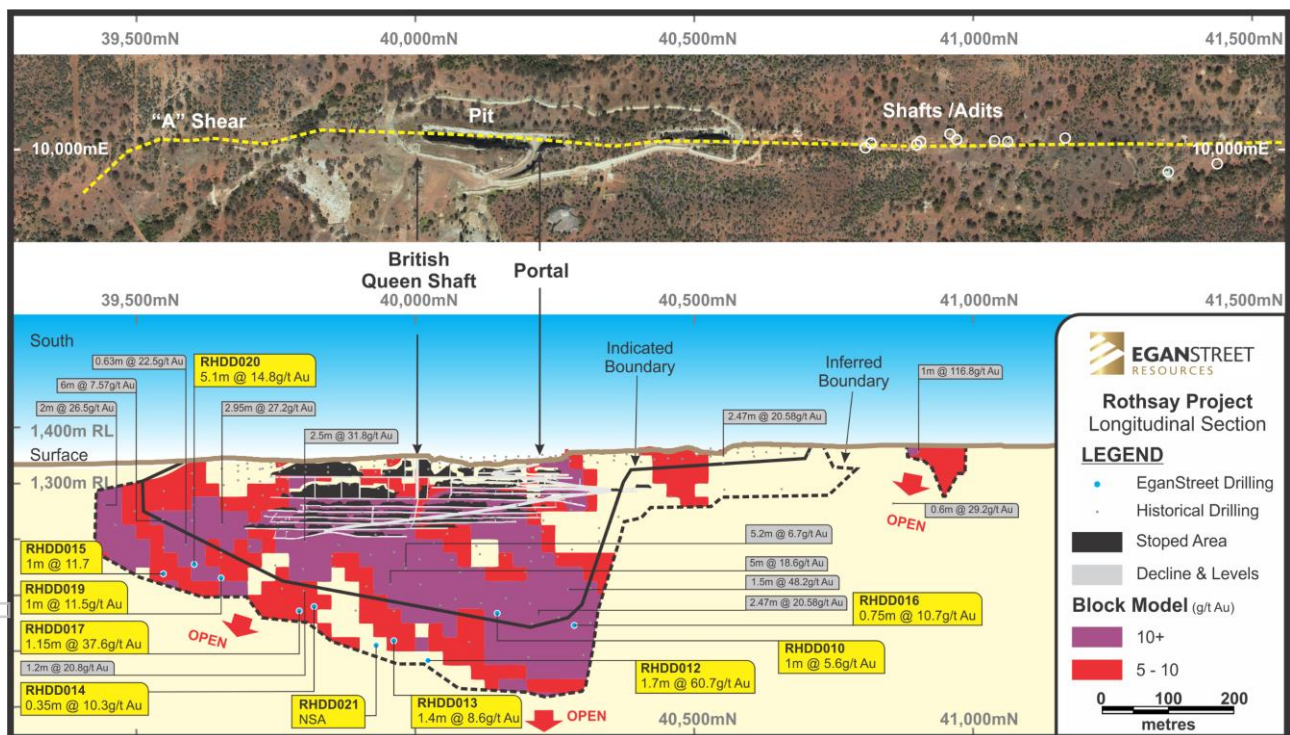 39,500mN
40,000mN
40,500mN
41,000mN
41,500mN
"A" Shear
Pit
Shafts /Adits
10,000mE
10,000mE
British
Queen Shaft
Portal
39,500mN
40,000mN
40,500mN
41,000mN
41,500mN
South
0.63m @ 22.5g/t Au
RHDD020
5.1m @ 14.8g/t Au
6m @ 7.57g/t Au
2m @ 26.5g/t Au
2.95m @ 27.2g/t Au
2.5m @ 31.8g/t Au
Indicated
Boundary
Inferred
Boundary
1m @ 116.8g/t Au
2.47m @ 20.58g/t Au
1,400m RL
Surface
1,300m RL
OPEN
0.6m @ 29.2g/t Au
RHDD015
1m @ 11.7
RHDD019
1m @ 11.5g/t Au
RHDD017
1.15m @ 37.6g/t Au
1.2m @ 20.8g/t Au
RHDD014
0.35m @ 10.3g/t Au
OPEN
RHDD021
NSA
RHDD013
1.4m @ 8.6g/t Au
OPEN
RHDD012
1.7m @ 60.7g/t Au
RHDD010
1m @ 5.6g/t Au
RHDD016
0.75m @ 10.7g/t Au
5.2m @ 6.7g/t Au
5m @ 18.6g/t Au
1.5m @ 48.2g/t Au
2.47m @ 20.58g/t Au
40,500mN
41,000mN
EGANSTREET
RESOURCES
Rothsay Project
Longitudinal Section
LEGEND
EganStreet Drilling
Historical Drilling
Stoped Area
Decline & Levels
Block Model (g/t Au)
10+
5 - 10
0 100 200
metres